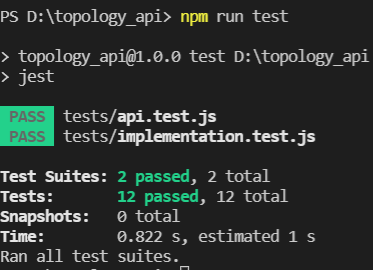 PS D:\topology_api> npm run test
> topology_api@1.0.0 test D:\topology_api
> jest
PASS tests/api.test.js
PASS tests/implementation.test.js
Test Suites: 2 passed, 2 total
Tests: 12 passed, 12 total
Snapshots: 0 total
Time: 0.822 s, estimated 1 s
Ran all test suites.